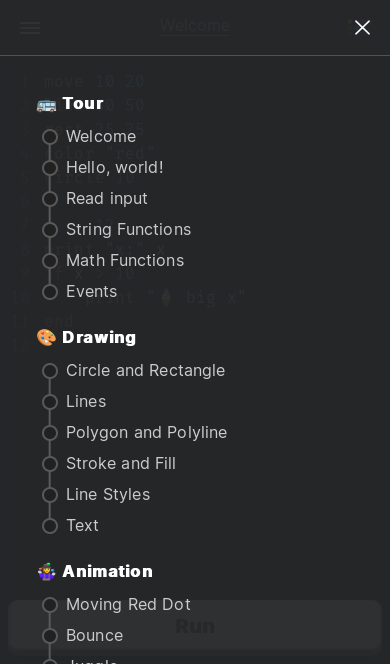 Welcome
🚌 Tour
Welcome
Hello, world!
Read input
String Functions
Math Functions
Events
🎨 Drawing
Circle and Rectangle
Lines
Polygon and Polyline
Stroke and Fill
Line Styles
Text
🤹 Animation
Moving Red Dot
Run
Bounce